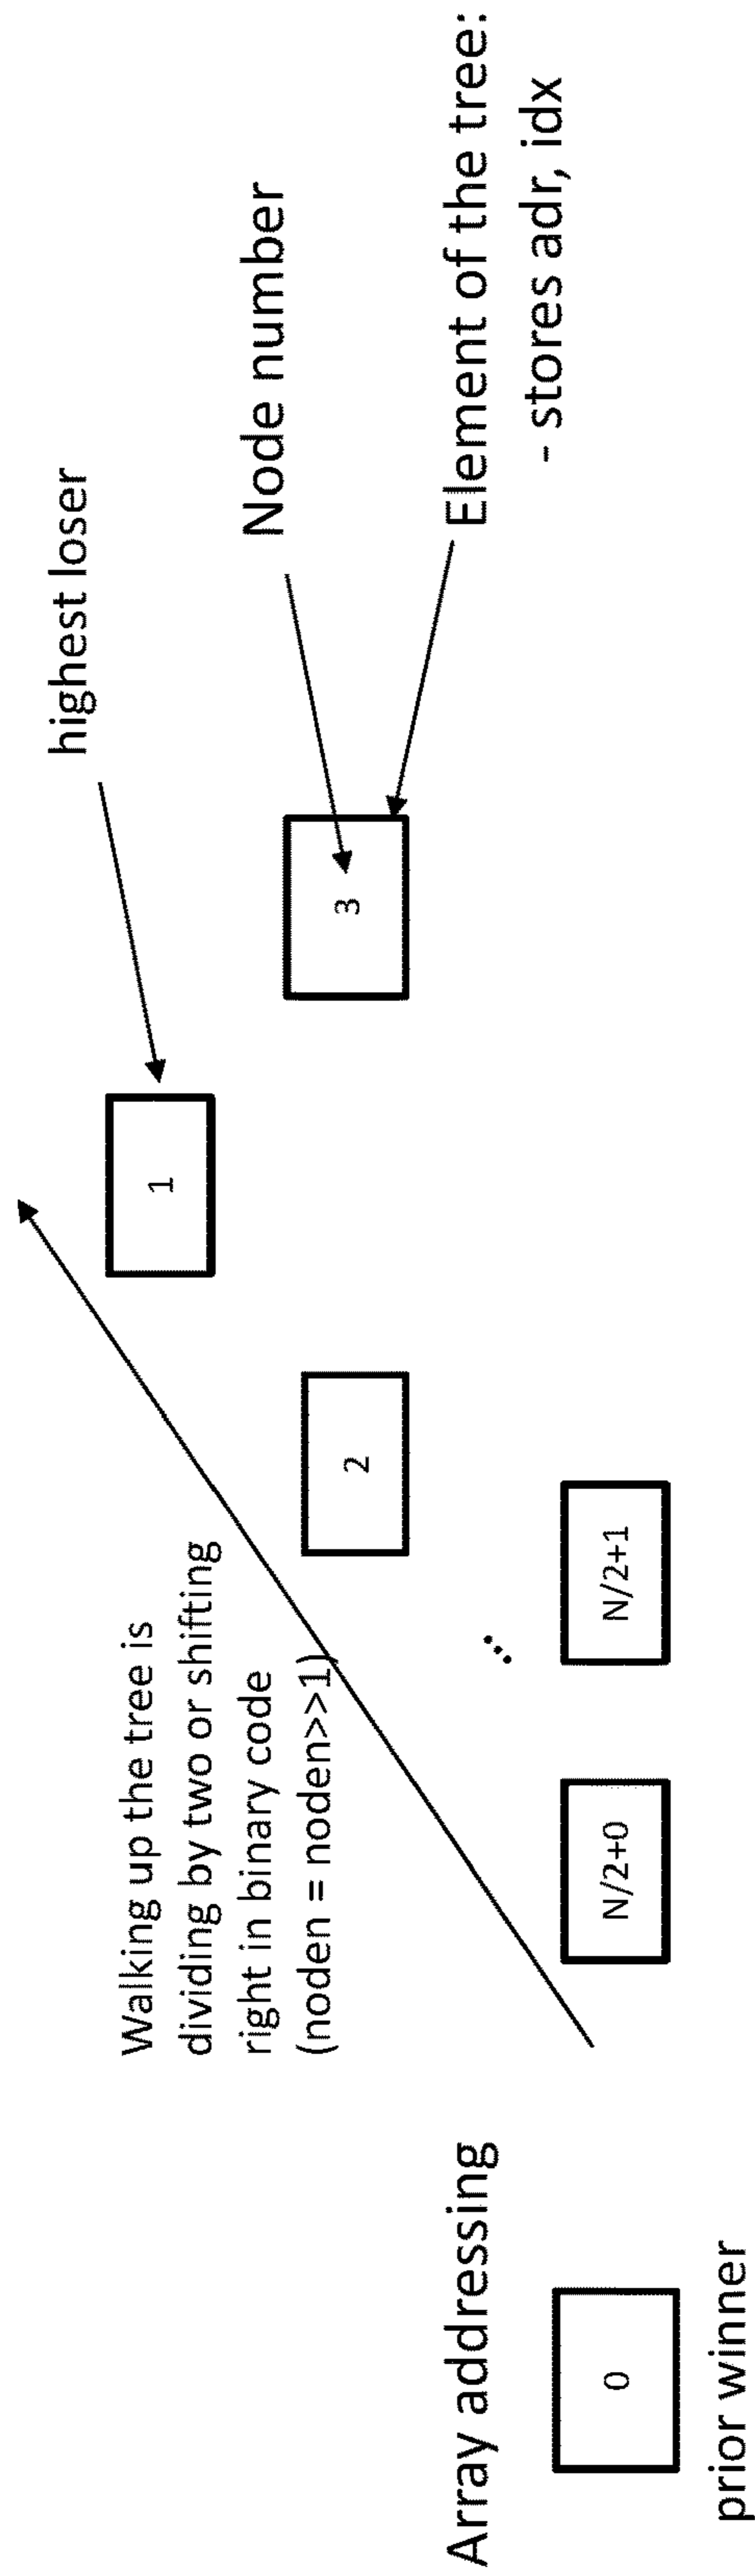 Walking up the tree is
dividing by two or shifting
right in binary code
(noden = noden>>1)
highest loser
1
Node number
2
3
Element of the tree:
- stores adr, idx
Array addressing
0
N/2+0
N/2+1
prior winner